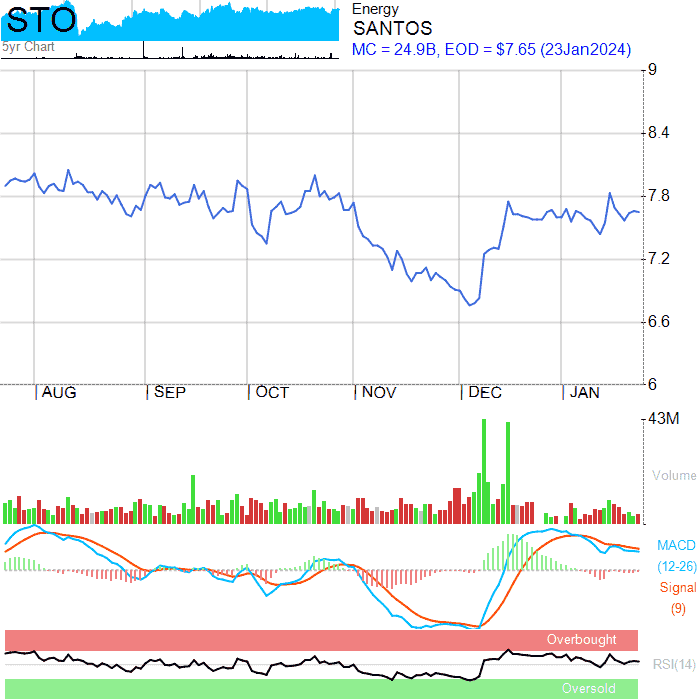 STO
5yr Chart
Energy
SANTOS
MC = 24.9B, EOD = $7.65 (23Jan2024)
9
8.4
7.8
7.2
6.6
6
AUG SEP OCT NOV DEC JAN
43M
Volume
MACD
(12-26)
Signal
(9)
Overbought
RSI(14)
Oversold